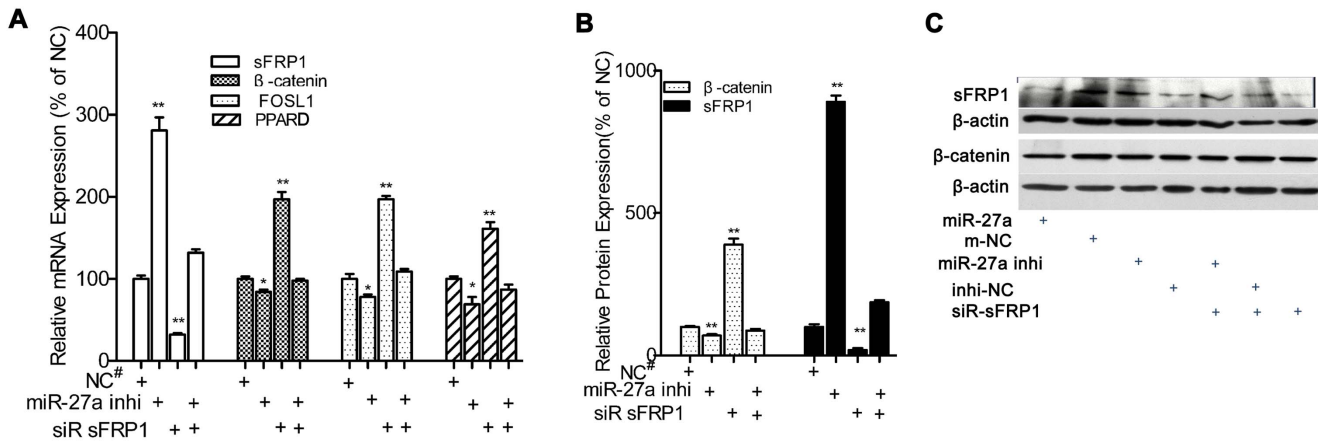 A
Relative mRNA Expression (% of NC)
400
300
200
100
0
sFRP1
β-catenin
FOSL1
PPARD
**
**
*
**
*
**
*
**
NC# + + + +
miR-27a inhi + + + + + + + +
siR sFRP1 + + + + + + + +
B
Relative Protein Expression(% of NC)
1000
500
0
β-catenin
sFRP1
**
**
**
**
NC# + +
miR-27a inhi + + + +
siR sFRP1 + + + +
C
sFRP1
β-actin
β-catenin
β-actin
miR-27a +
m-NC +
miR-27a inhi + +
inhi-NC + +
siR-sFRP1 + + +